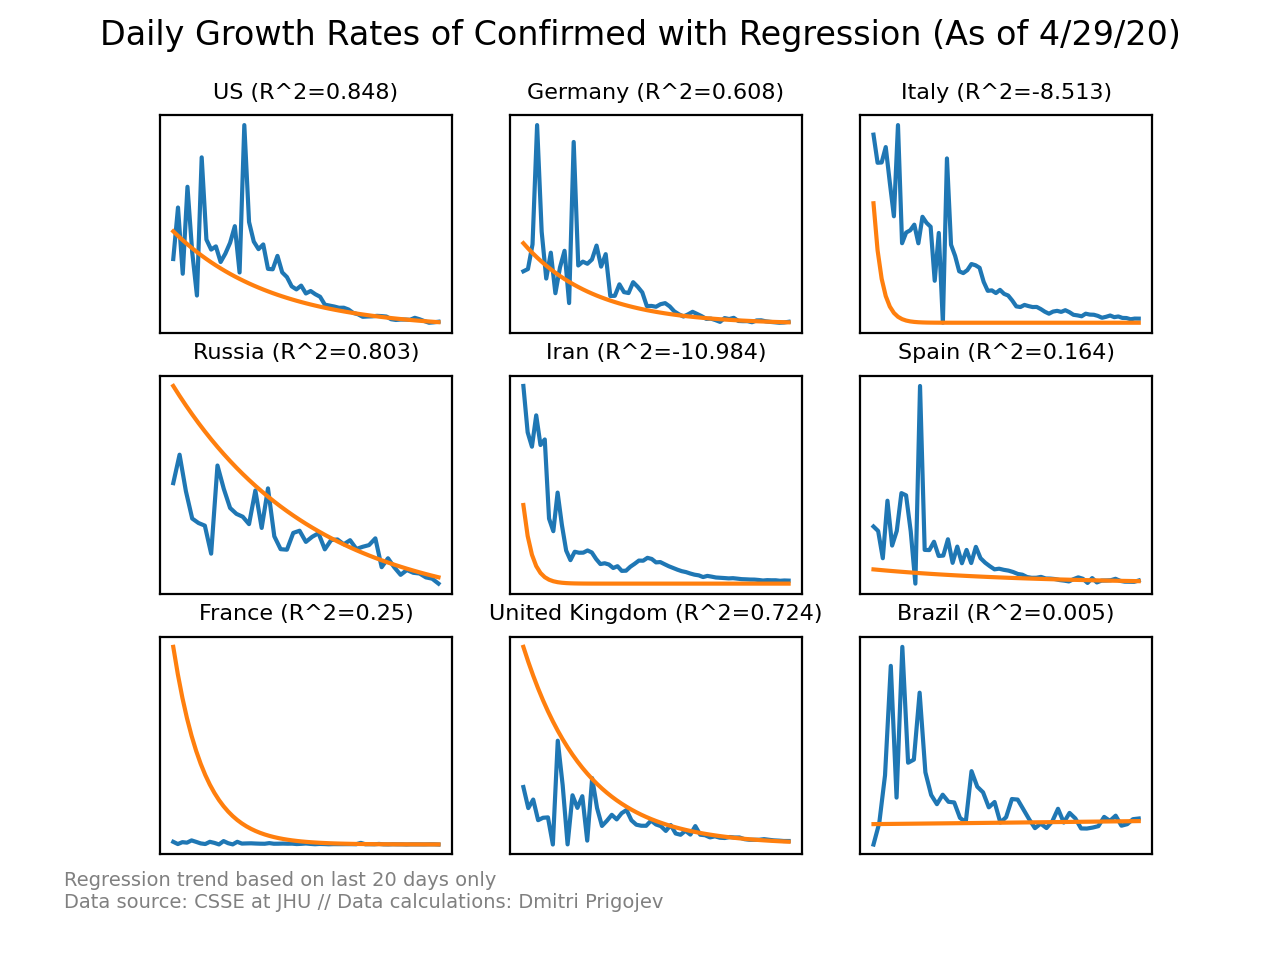 Daily Growth Rates of Confirmed with Regression (As of 4/29/20)
US (R^2=0.848)
Germany (R^2=0.608)
Italy (R^2=-8.513)
Russia (R^2=0.803)
Iran (R^2=-10.984)
Spain (R^2=0.164)
France (R^2=0.25)
United Kingdom (R^2=0.724)
Brazil (R^2=0.005)
Regression trend based on last 20 days only
Data source: CSSE at JHU // Data calculations: Dmitri Prigojev